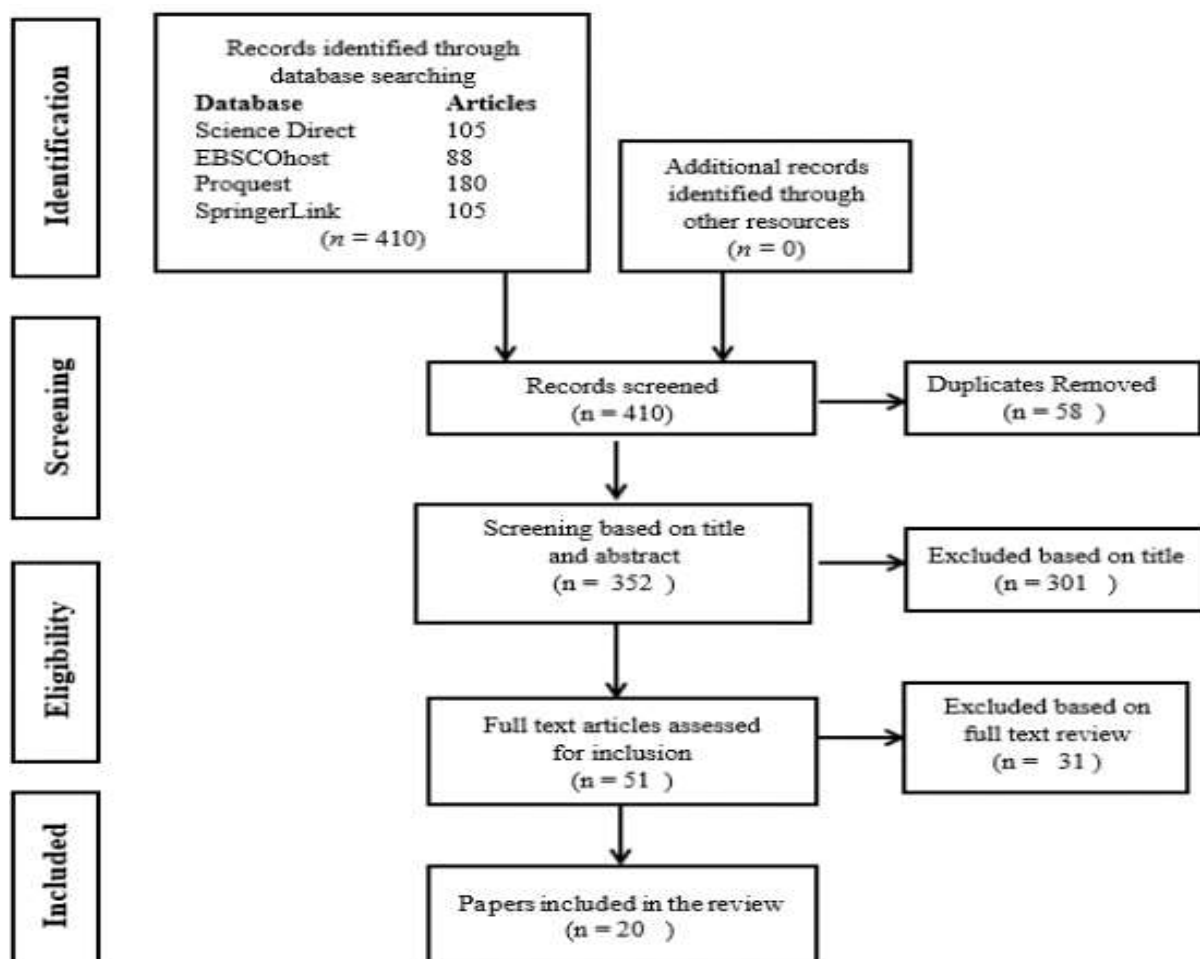 Identification
Records identified through
database searching
Database Articles
Science Direct 105
EBSCOhost 88
Proquest 180
SpringerLink 105
(n = 410)
Additional records
identified through
other resources
(n = 0)
Screening
Records screened
(n = 410)
Duplicates Removed
(n = 58 )
Screening based on title
and abstract
(n = 352 )
Excluded based on title
(n = 301 )
Eligibility
Full text articles assessed
for inclusion
(n = 51 )
Excluded based on
full text review
(n = 31 )
Included
Papers included in the review
(n = 20 )